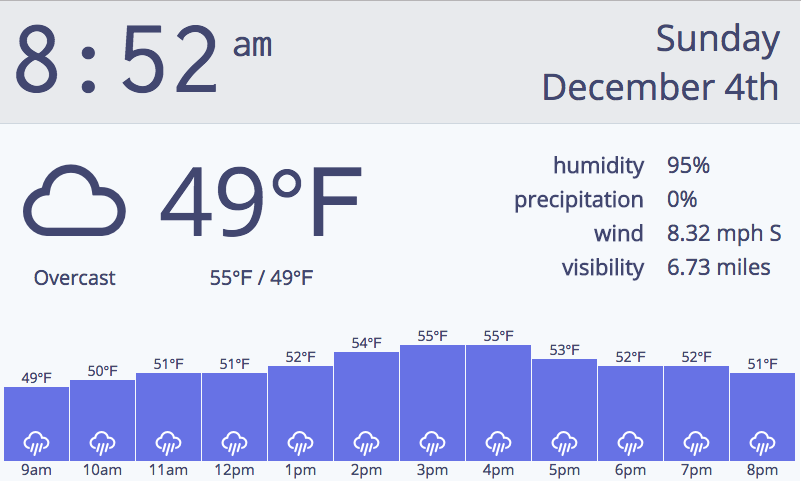 8:52 am
Sunday
December 4th
49°F
Overcast
55°F / 49°F
humidity 95%
precipitation 0%
wind 8.32 mph S
visibility 6.73 miles
49°F 50°F 51°F 51°F 52°F 54°F 55°F 55°F 53°F 52°F 52°F 51°F
9am 10am 11am 12pm 1pm 2pm 3pm 4pm 5pm 6pm 7pm 8pm